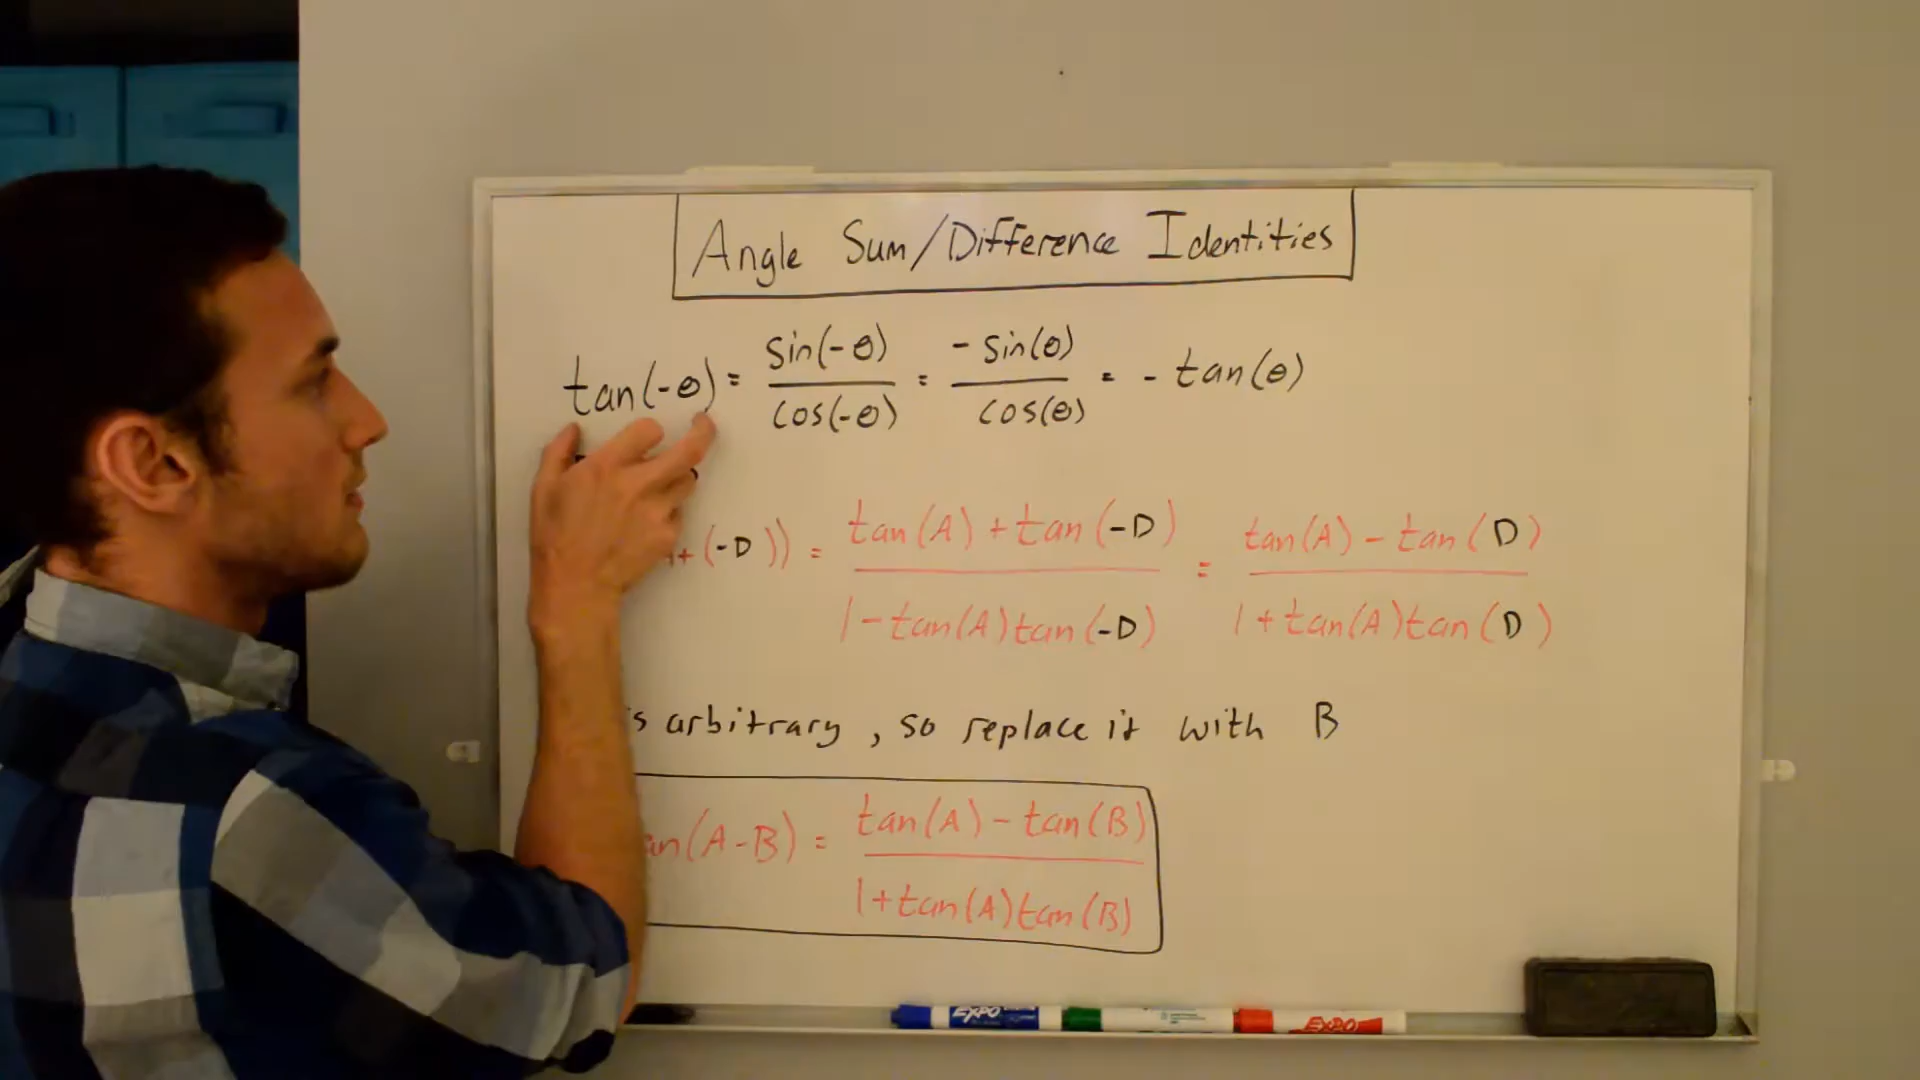 Angle Sum/Difference Identities
tan(-θ) = sin(-θ)/cos(-θ) = -sin(θ)/cos(θ) = -tan(θ)
+(-D)) = tan(A)+tan(-D)/1-tan(A)tan(-D) = tan(A)-tan(D)/1+tan(A)tan(D)
arbitrary, so replace it with B
(A-B) = tan(A)-tan(B)/1+tan(A)tan(B)
EXPO EXPO